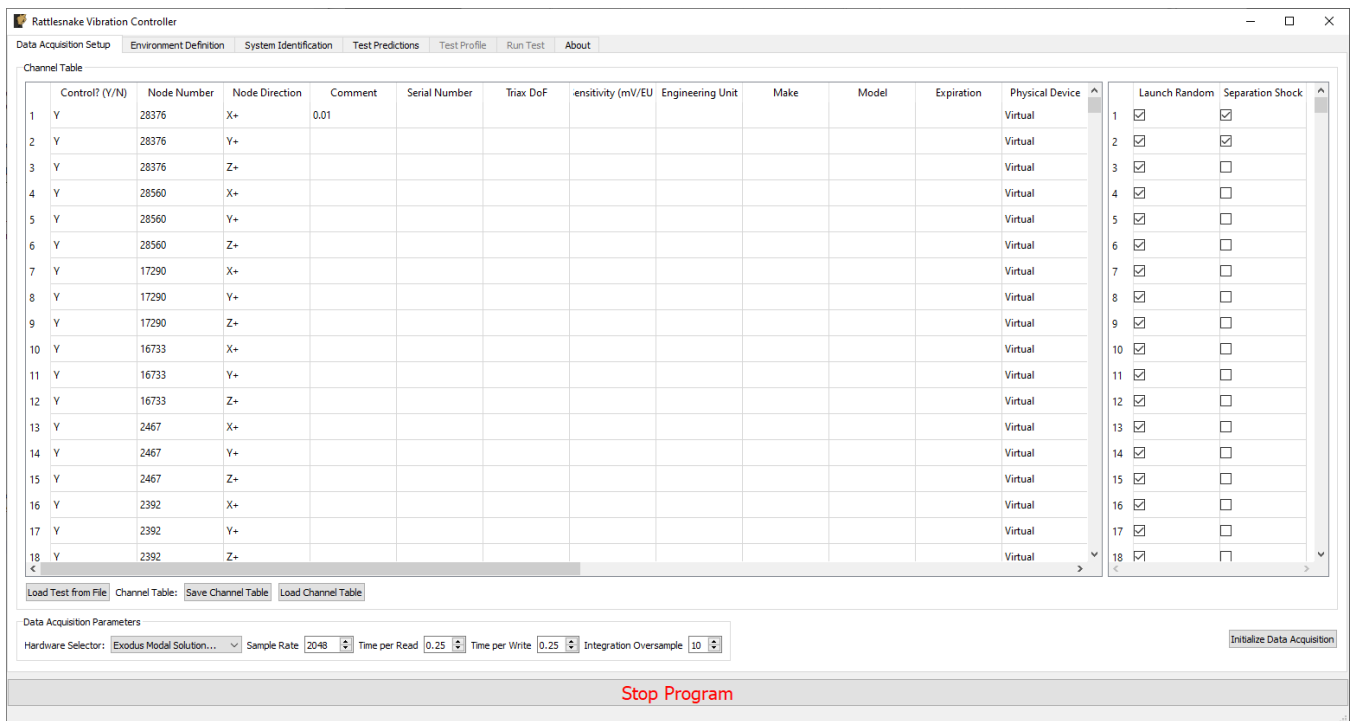 Rattlesnake Vibration Controller
Data Acquisition Setup Environment Definition System Identification Test Predictions Test Profile Run Test About
Channel Table
Control? (Y/N) Node Number Node Direction Comment Serial Number Triax DoF ensitivity (mV/EU Engineering Unit Make Model Expiration Physical Device Launch Random Separation Shock
1 Y 28376 X+ 0.01 Virtual 1
2 Y 28376 Y+ Virtual 2
3 Y 28376 Z+ Virtual 3
4 Y 28560 X+ Virtual 4
5 Y 28560 Y+ Virtual 5
6 Y 28560 Z+ Virtual 6
7 Y 17290 X+ Virtual 7
8 Y 17290 Y+ Virtual 8
9 Y 17290 Z+ Virtual 9
10 Y 16733 X+ Virtual 10
11 Y 16733 Y+ Virtual 11
12 Y 16733 Z+ Virtual 12
13 Y 2467 X+ Virtual 13
14 Y 2467 Y+ Virtual 14
15 Y 2467 Z+ Virtual 15
16 Y 2392 X+ Virtual 16
17 Y 2392 Y+ Virtual 17
18 Y 2392 Z+ Virtual 18
Load Test from File Channel Table: Save Channel Table Load Channel Table
Data Acquisition Parameters
Hardware Selector: Exodus Modal Solution... Sample Rate 2048 Time per Read 0.25 Time per Write 0.25 Integration Oversample 10 Initialize Data Acquisition
Stop Program